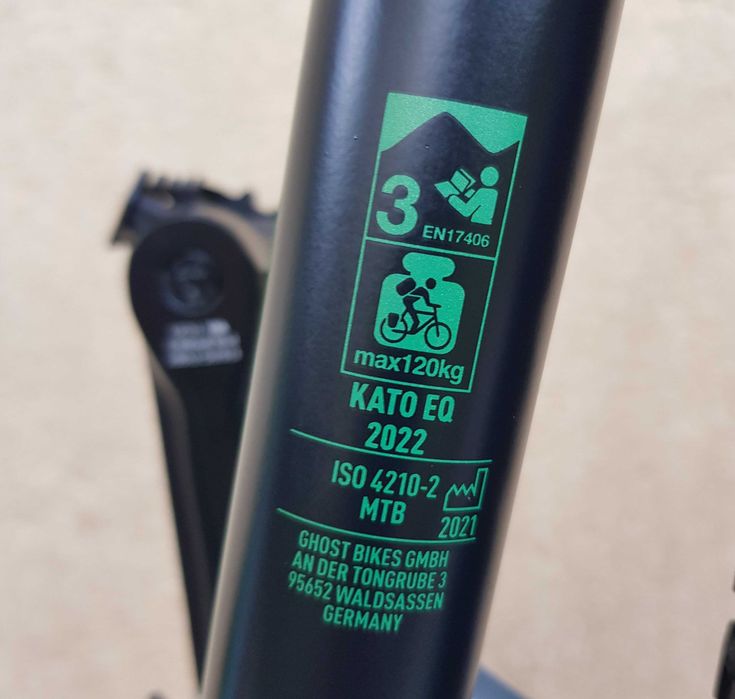 3
EN17406
max120kg
KATO EQ
2022
ISO 4210-2
MTB
2021
GHOST BIKES GMBH
AN DER TONGRUBE 3
95652 WALDSASSEN
GERMANY